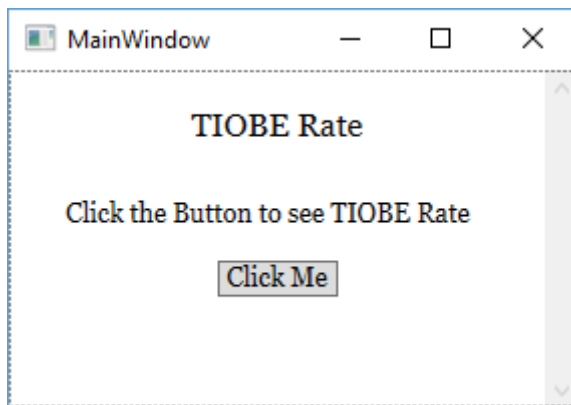 MainWindow
TIOBE Rate
Click the Button to see TIOBE Rate
Click Me